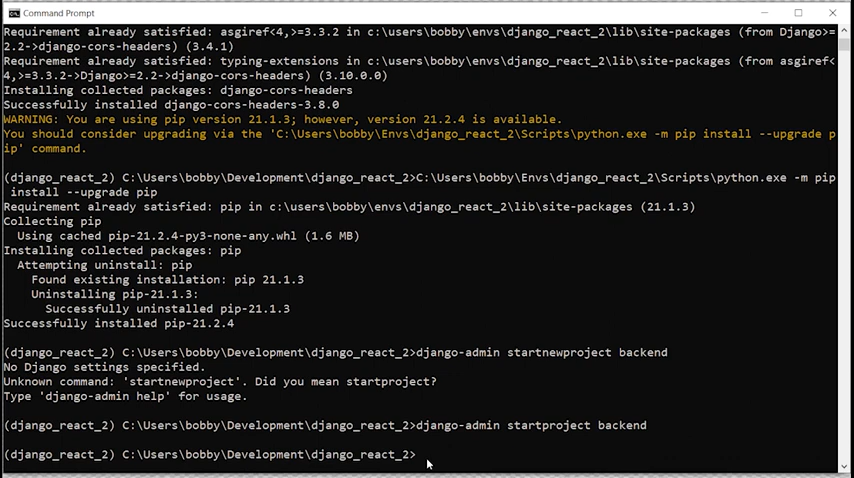 Command Prompt
Requirement already satisfied: asgiref<4,>=3.3.2 in c:\users\bobby\envs\django_react_2\lib\site-packages (from Django>=
2.2->django-cors-headers) (3.4.1)
Requirement already satisfied: typing-extensions in c:\users\bobby\envs\django_react_2\lib\site-packages (from asgiref<
4,>=3.3.2->Django>=2.2->django-cors-headers) (3.10.0.0)
Installing collected packages: django-cors-headers
Successfully installed django-cors-headers-3.8.0
WARNING: You are using pip version 21.1.3; however, version 21.2.4 is available.
You should consider upgrading via the 'C:\Users\bobby\Envs\django_react_2\Scripts\python.exe -m pip install --upgrade p
ip' command.
(django_react_2) C:\Users\bobby\Development\django_react_2>C:\Users\bobby\Envs\django_react_2\Scripts\python.exe -m pip
install --upgrade pip
Requirement already satisfied: pip in c:\users\bobby\envs\django_react_2\lib\site-packages (21.1.3)
Collecting pip
Using cached pip-21.2.4-py3-none-any.whl (1.6 MB)
Installing collected packages: pip
Attempting uninstall: pip
Found existing installation: pip 21.1.3
Uninstalling pip-21.1.3:
Successfully uninstalled pip-21.1.3
Successfully installed pip-21.2.4
(django_react_2) C:\Users\bobby\Development\django_react_2>django-admin startnewproject backend
No Django settings specified.
Unknown command: 'startnewproject'. Did you mean startproject?
Type 'django-admin help' for usage.
(django_react_2) C:\Users\bobby\Development\django_react_2>django-admin startproject backend
(django_react_2) C:\Users\bobby\Development\django_react_2>